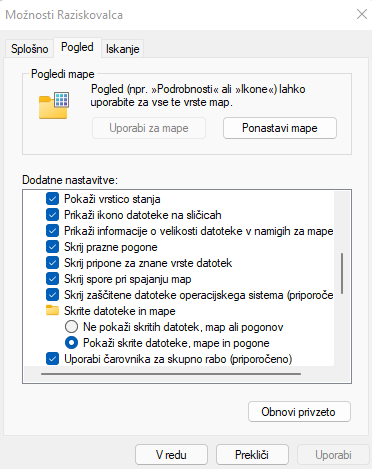 Možnosti Raziskovalca
Splošno Pogled Iskanje
Pogledi mape
Pogled (npr. »Podrobnosti« ali »Ikone«) lahko
uporabite za vse te vrste map.
Uporabi za mape Ponastavi mape
Dodatne nastavitve:
Pokaži vrstico stanja
Prikaži ikono datoteke na sličicah
Prikaži informacije o velikosti datoteke v namigih za mape
Skrij prazne pogone
Skrij pripone za znane vrste datotek
Skrij spore pri spajanju map
Skrij zaščitene datoteke operacijskega sistema (priporoče
Skrite datoteke in mape
Ne pokaži skritih datotek, map ali pogonov
Pokaži skrite datoteke, mape in pogone
Uporabi čarovnika za skupno rabo (priporočeno)
Obnovi privzeto
V redu Prekliči Uporabi